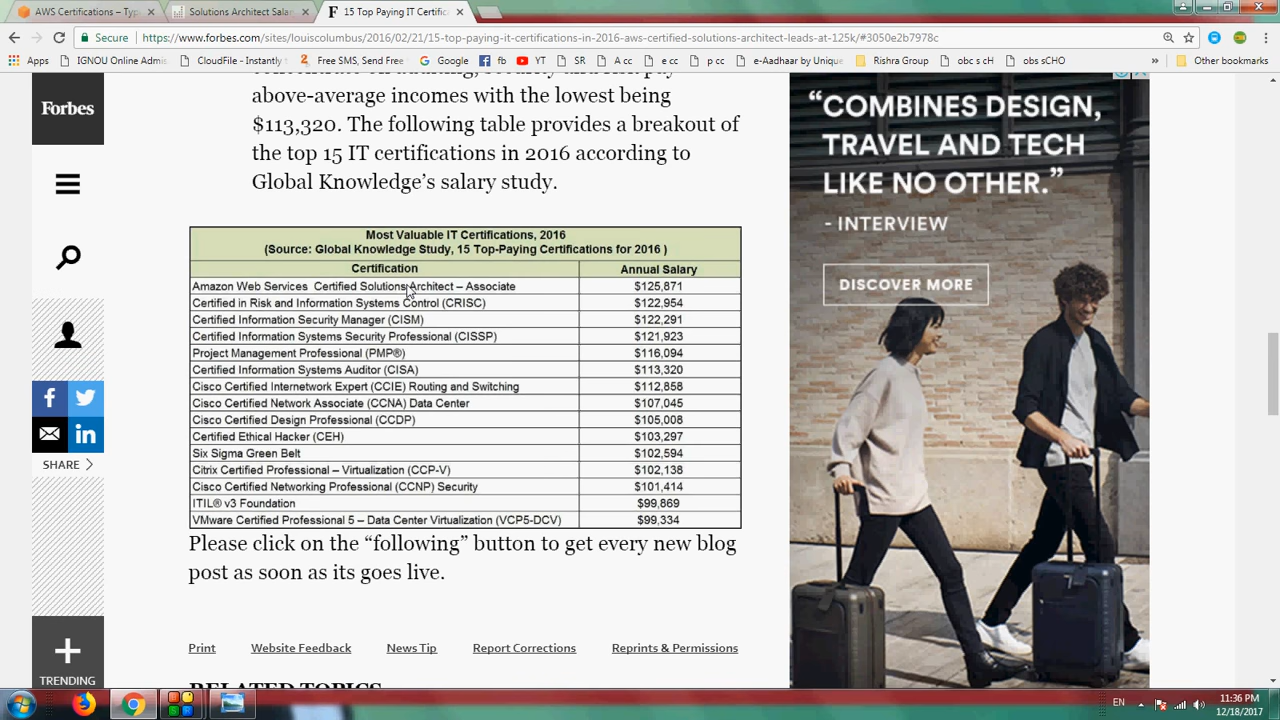 AWS Certifications – Typ
Solutions Architect Salar
15 Top Paying IT Certific
Secure
https://www.forbes.com/sites/louiscolumbus/2016/02/21/15-top-paying-it-certifications-in-2016-aws-certified-solutions-architect-leads-at-125k/#3050e2b7978c
Apps
IGNOU Online Admiss
CloudFile - Instantly
Free SMS, Send Free
Google
fb
YT
SR
A cc
e cc
p cc
e-Aadhaar by Unique
Rishra Group
obs s cH
obs sCHO
»
Other bookmarks
Forbes
above-average incomes with the lowest being
$113,320. The following table provides a breakout of
the top 15 IT certifications in 2016 according to
Global Knowledge’s salary study.
Most Valuable IT Certifications, 2016
(Source: Global Knowledge Study, 15 Top-Paying Certifications for 2016 )
Certification Annual Salary
Amazon Web Services Certified Solutions Architect – Associate $125,871
Certified in Risk and Information Systems Control (CRISC) $122,954
Certified Information Security Manager (CISM) $122,291
Certified Information Systems Security Professional (CISSP) $121,923
Project Management Professional (PMP®) $116,094
Certified Information Systems Auditor (CISA) $113,320
Cisco Certified Internetwork Expert (CCIE) Routing and Switching $112,858
Cisco Certified Network Associate (CCNA) Data Center $107,045
Cisco Certified Design Professional (CCDP) $105,008
Certified Ethical Hacker (CEH) $103,297
Six Sigma Green Belt $102,594
Citrix Certified Professional – Virtualization (CCP-V) $102,138
Cisco Certified Networking Professional (CCNP) Security $101,414
ITIL® v3 Foundation $99,869
VMware Certified Professional 5 – Data Center Virtualization (VCP5-DCV) $99,334
Please click on the “following” button to get every new blog
post as soon as its goes live.
Print Website Feedback News Tip Report Corrections Reprints & Permissions
RELATED TOPICS
SHARE
TRENDING
“COMBINES DESIGN,
TRAVEL AND TECH
LIKE NO OTHER.”
- INTERVIEW
DISCOVER MORE
EN
11:36 PM
12/18/2017